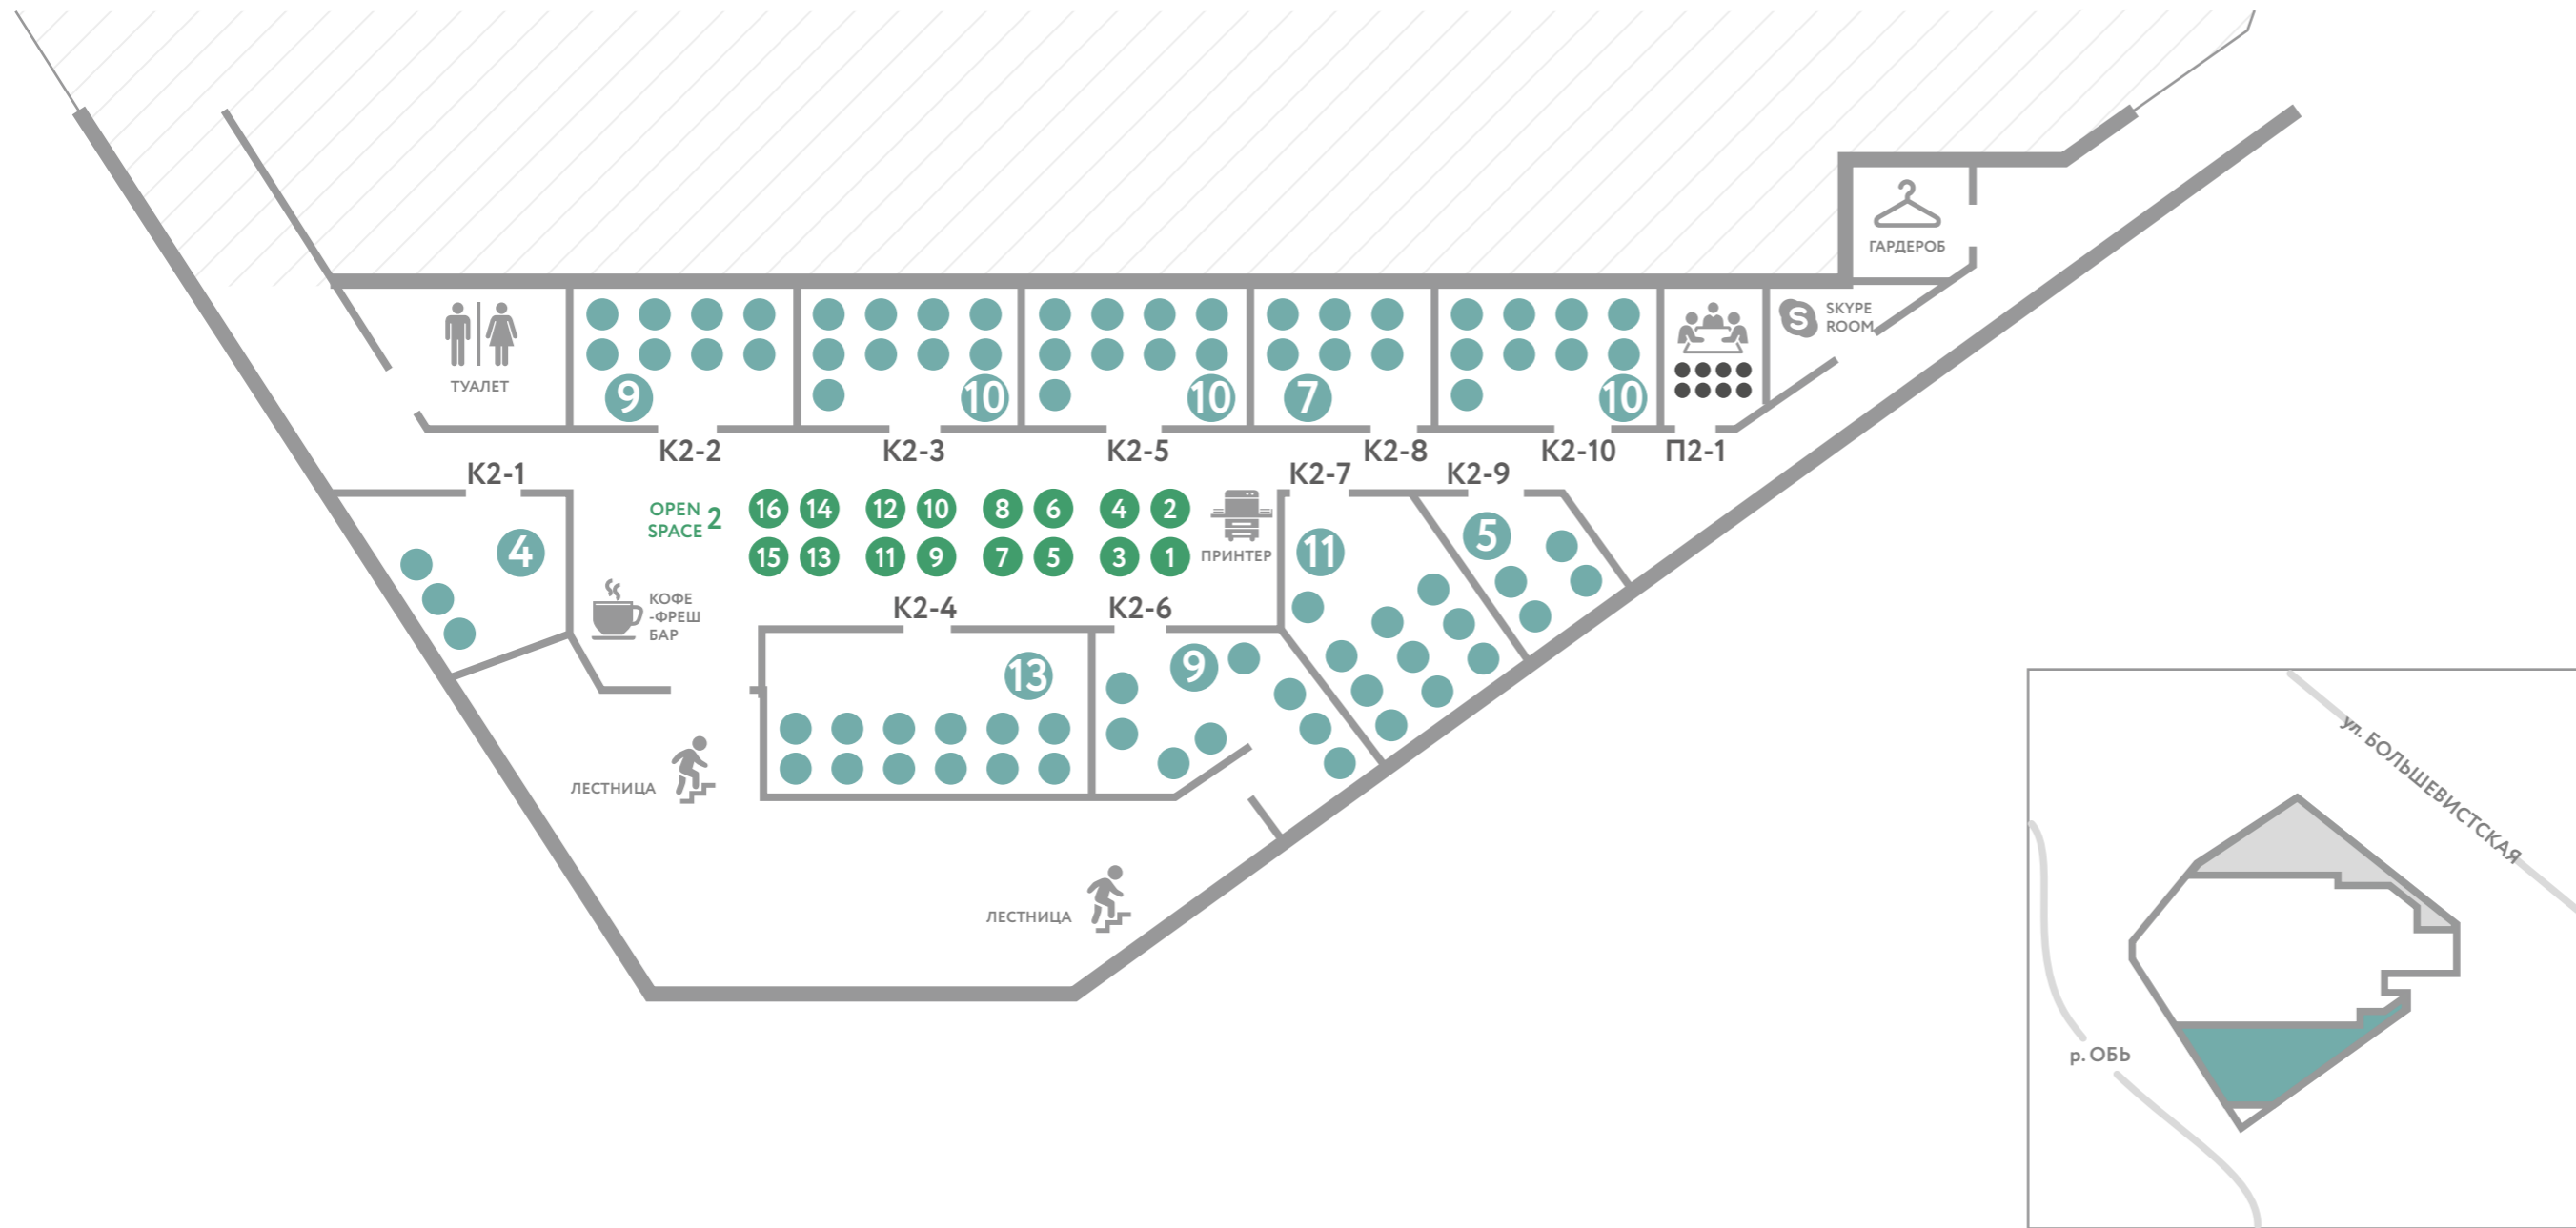 ГАРДЕРОБ
SKYPE
ROOM
ТУАЛЕТ
9
10
10
7
10
К2-2
К2-3
К2-5
К2-8
К2-10
П2-1
К2-1
К2-7
К2-9
4
OPEN
SPACE 2
16 14 12 10 8 6 4 2
15 13 11 9 7 5 3 1
ПРИНТЕР
11
5
КОФЕ
-ФРЕШ
БАР
К2-4
К2-6
13
9
ЛЕСТНИЦА
ЛЕСТНИЦА
ул. БОЛЬШЕВИСТСКАЯ
р. ОБЬ